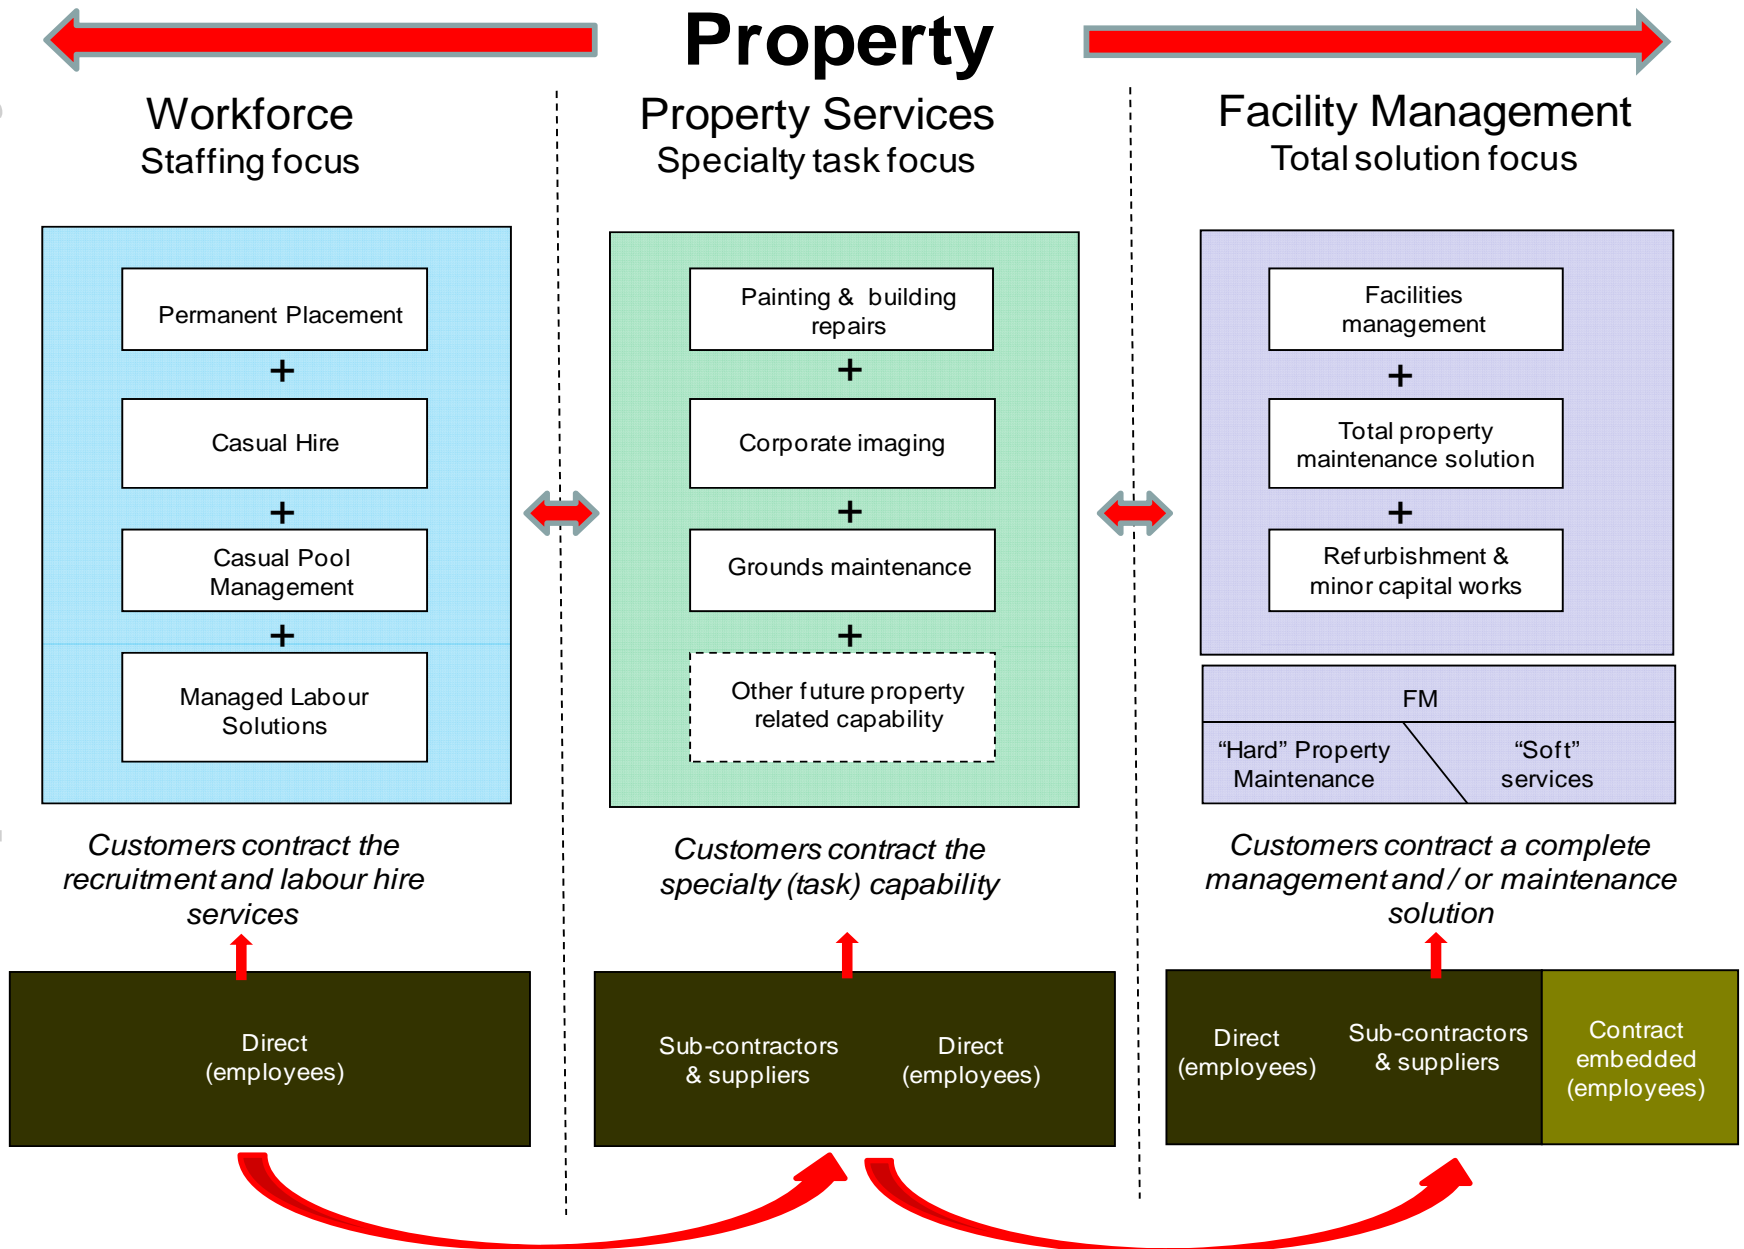 Property
Workforce
Staffing focus
Permanent Placement
+
Casual Hire
+
Casual Pool
Management
+
Managed Labour
Solutions
Customers contract the
recruitment and labour hire
services
Direct
(employees)
Property Services
Specialty task focus
Painting & building
repairs
+
Corporate imaging
+
Grounds maintenance
+
Other future property
related capability
Customers contract the
specialty (task) capability
Sub-contractors
& suppliers
Direct
(employees)
Facility Management
Total solution focus
Facilities
management
+
Total property
maintenance solution
+
Refurbishment &
minor capital works
FM
“Hard” Property
Maintenance
“Soft”
services
Customers contract a complete
management and / or maintenance
solution
Direct
(employees)
Sub-contractors
& suppliers
Contract
embedded
(employees)